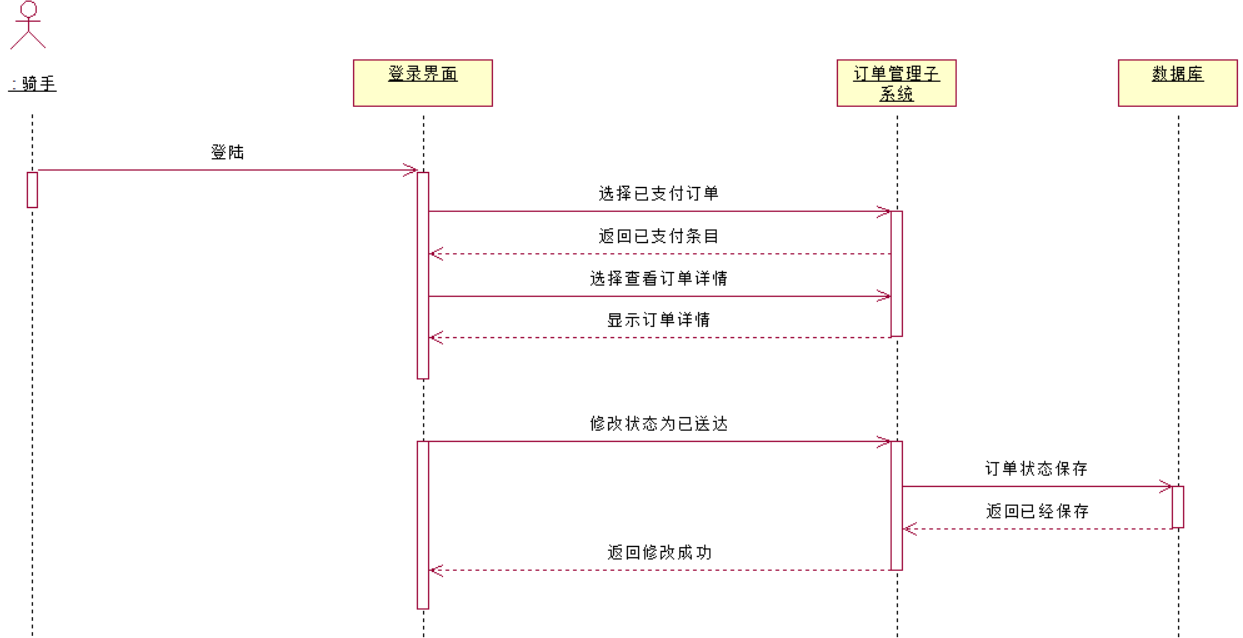 : 骑手
登录界面
订单管理子
系统
数据库
登陆
选择已支付订单
返回已支付条目
选择查看订单详情
显示订单详情
修改状态为已送达
订单状态保存
返回已经保存
返回修改成功